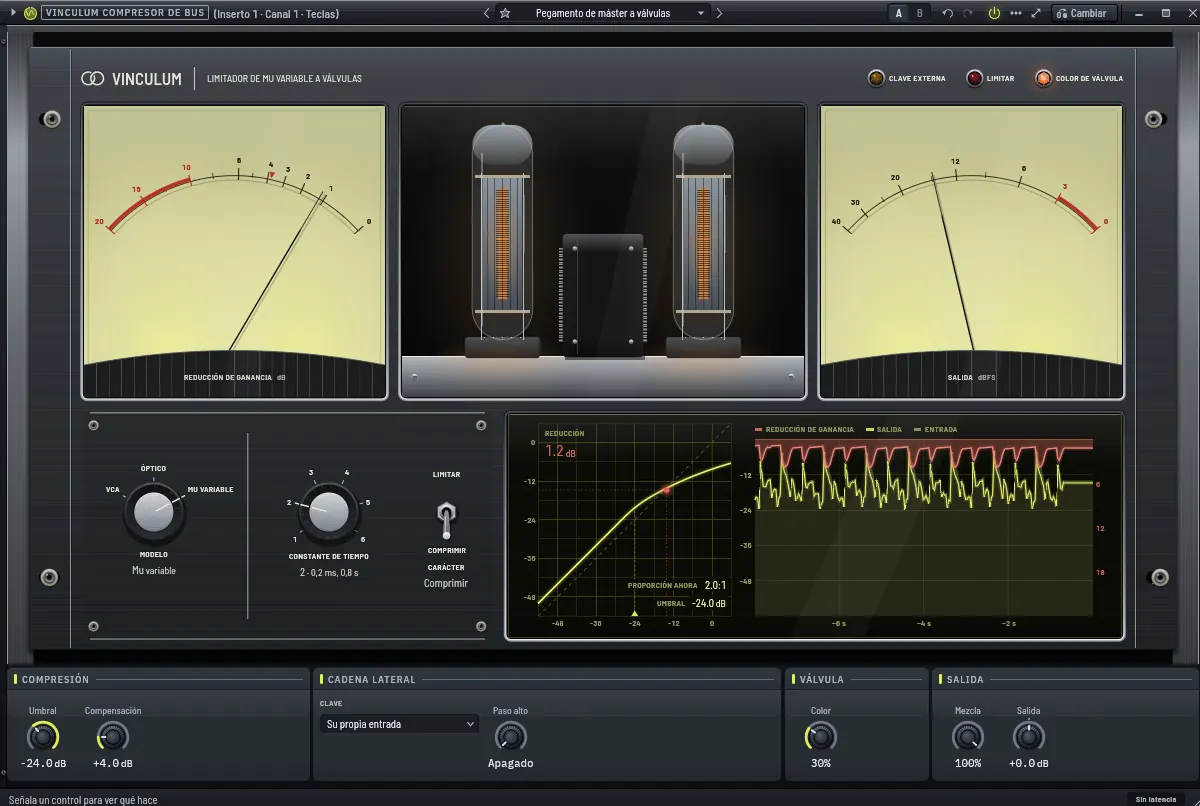 VINCULUM COMPRESOR DE BUS (Inserto 1 · Canal 1 · Teclas)
Pegamento de máster a válvulas
A B
Cambiar
VINCULUM
LIMITADOR DE MU VARIABLE A VÁLVULAS
CLAVE EXTERNA
LIMITAR
COLOR DE VÁLVULA
20 15 10 6 4 3 2 1 0
REDUCCIÓN DE GANANCIA dB
40 30 20 12 6 3 0
SALIDA dBFS
ÓPTICO
VCA
MU VARIABLE
MODELO
Mu variable
1 2 3 4 5 6
CONSTANTE DE TIEMPO
2 · 0,2 ms, 0,8 s
LIMITAR
COMPRIMIR
CARÁCTER
Comprimir
REDUCCIÓN
1.2 dB
0
-12
-24
-36
-48
PROPORCIÓN AHORA 2.0:1
UMBRAL -24.0 dB
-48 -36 -24 -12 0
REDUCCIÓN DE GANANCIA SALIDA ENTRADA
-12
-24
-36
-48
6
12
18
-6 s -4 s -2 s
COMPRESIÓN
Umbral
-24.0 dB
Compensación
+4.0 dB
CADENA LATERAL
CLAVE
Su propia entrada
Paso alto
Apagado
VÁLVULA
Color
30%
SALIDA
Mezcla
100%
Salida
+0.0 dB
Señala un control para ver qué hace
Sin latencia